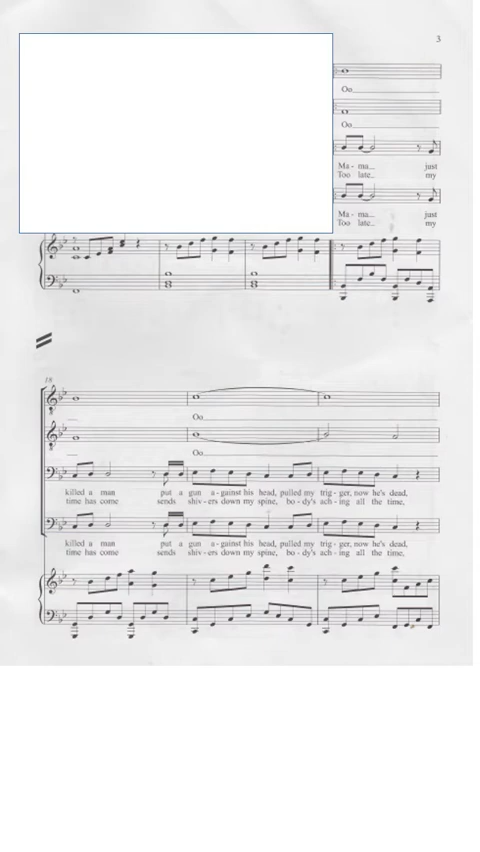 3
Oo
Oo
Ma - ma just
Too late my
Ma - ma just
Too late my
18
Oo
Oo
killed a man put a gun a - gainst his head, pulled my trig - ger, now he's dead,
time has come sends shiv - ers down my spine, bo - dy's ach - ing all the time,
killed a man put a gun a - gainst his head, pulled my trig - ger, now he's dead,
time has come sends shiv - ers down my spine, bo - dy's ach - ing all the time,